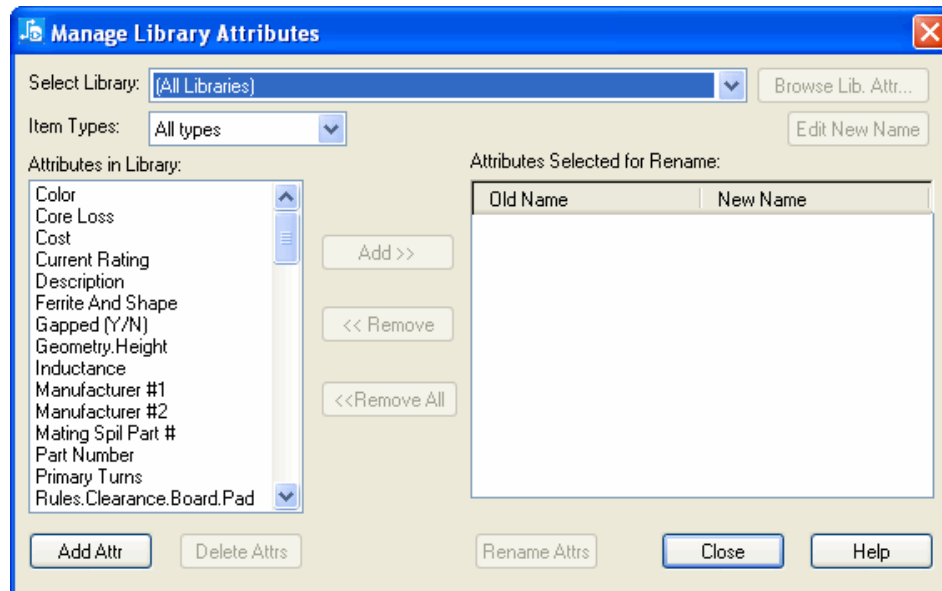 Manage Library Attributes
Select Library: (All Libraries) Browse Lib. Attr...
Item Types: All types Edit New Name
Attributes in Library:
Color
Core Loss
Cost
Current Rating
Description
Ferrite And Shape
Gapped (Y/N)
Geometry.Height
Inductance
Manufacturer #1
Manufacturer #2
Mating Spil Part #
Part Number
Primary Turns
Rules.Clearance.Board.Pad
Add >>
<< Remove
<<Remove All
Attributes Selected for Rename:
Old Name New Name
Add Attr Delete Attrs Rename Attrs Close Help